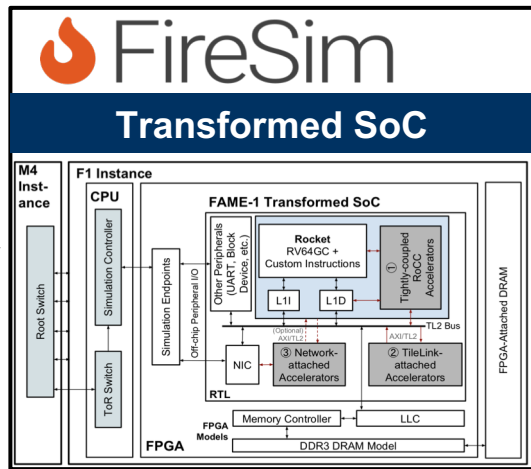 FireSim
Transformed SoC
M4
Inst-
ance
F1 Instance
CPU
FAME-1 Transformed SoC
Root Switch
Simulation Controller
ToR Switch
Simulation Endpoints
Off-chip Peripheral I/O
Other Peripherals
(UART, Block
Device, etc.)
Rocket
RV64GC +
Custom Instructions
①
Tightly-coupled
RoCC
Accelerators
L1I
L1D
TL2 Bus
(Optional)
AXI/TL2
AXI/TL2
NIC
③ Network-
attached
Accelerators
② TileLink-
attached
Accelerators
RTL
FPGA
Models
Memory Controller
LLC
DDR3 DRAM Model
FPGA
FPGA-Attached DRAM